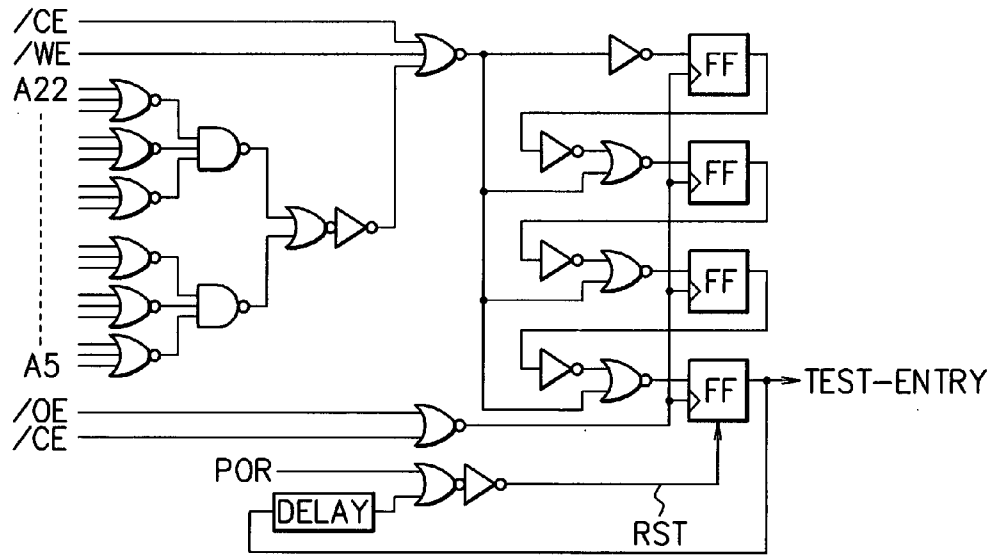 /CE
/WE
A22
A5
/OE
/CE
POR
DELAY
RST
FF
FF
FF
FF
TEST-ENTRY